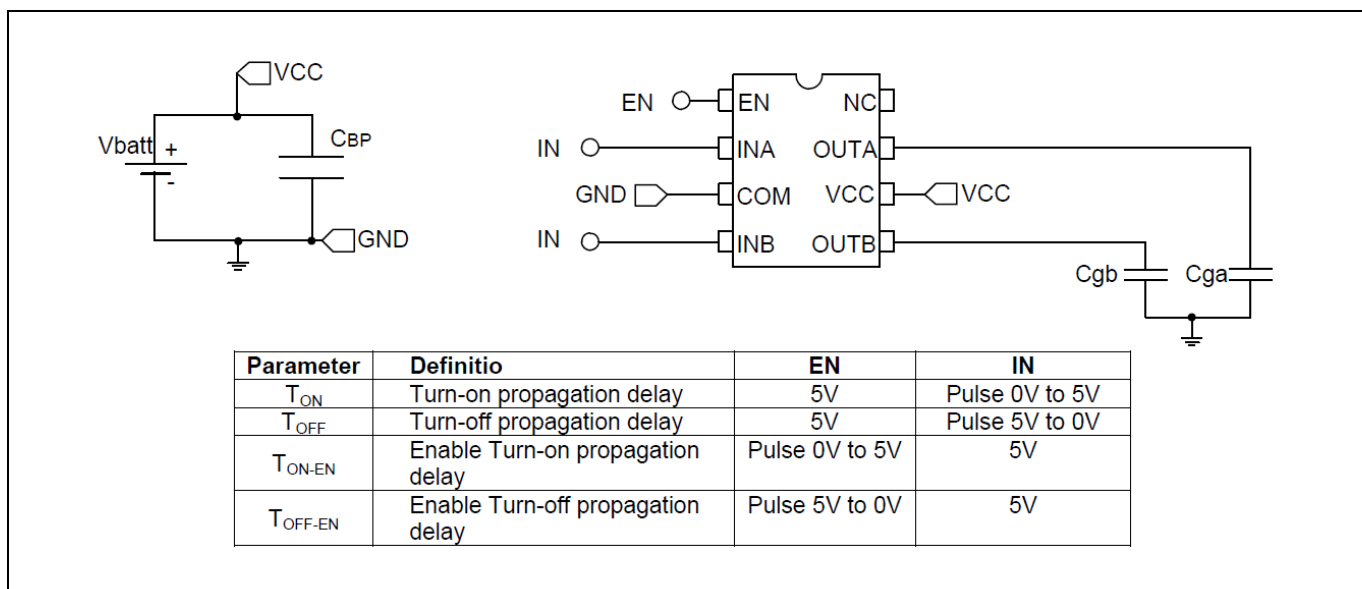 VCC
Vbatt
+
-
CBP
GND
EN
IN
GND
IN
EN
NC
INA
OUTA
COM
VCC
INB
OUTB
VCC
Cgb
Cga
Parameter Definitio EN IN
TON Turn-on propagation delay 5V Pulse 0V to 5V
TOFF Turn-off propagation delay 5V Pulse 5V to 0V
TON-EN Enable Turn-on propagation Pulse 0V to 5V 5V
delay
TOFF-EN Enable Turn-off propagation Pulse 5V to 0V 5V
delay